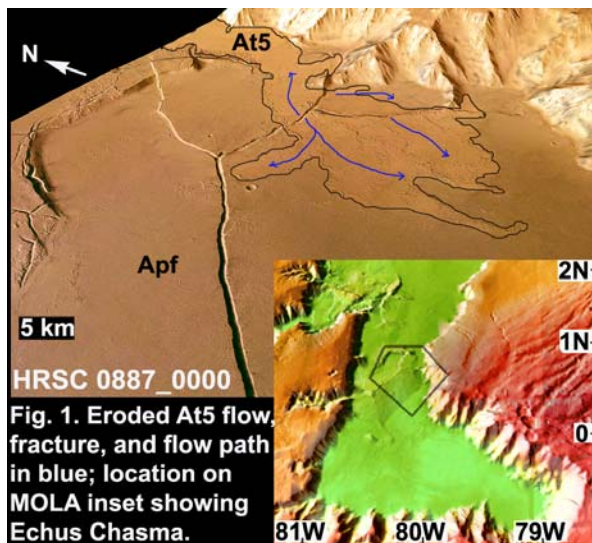 At5
N
Apf
5 km
HRSC 0887_0000
Fig. 1. Eroded At5 flow,
fracture, and flow path
in blue; location on
MOLA inset showing
Echus Chasma.
2N
1N
0
81W 80W 79W